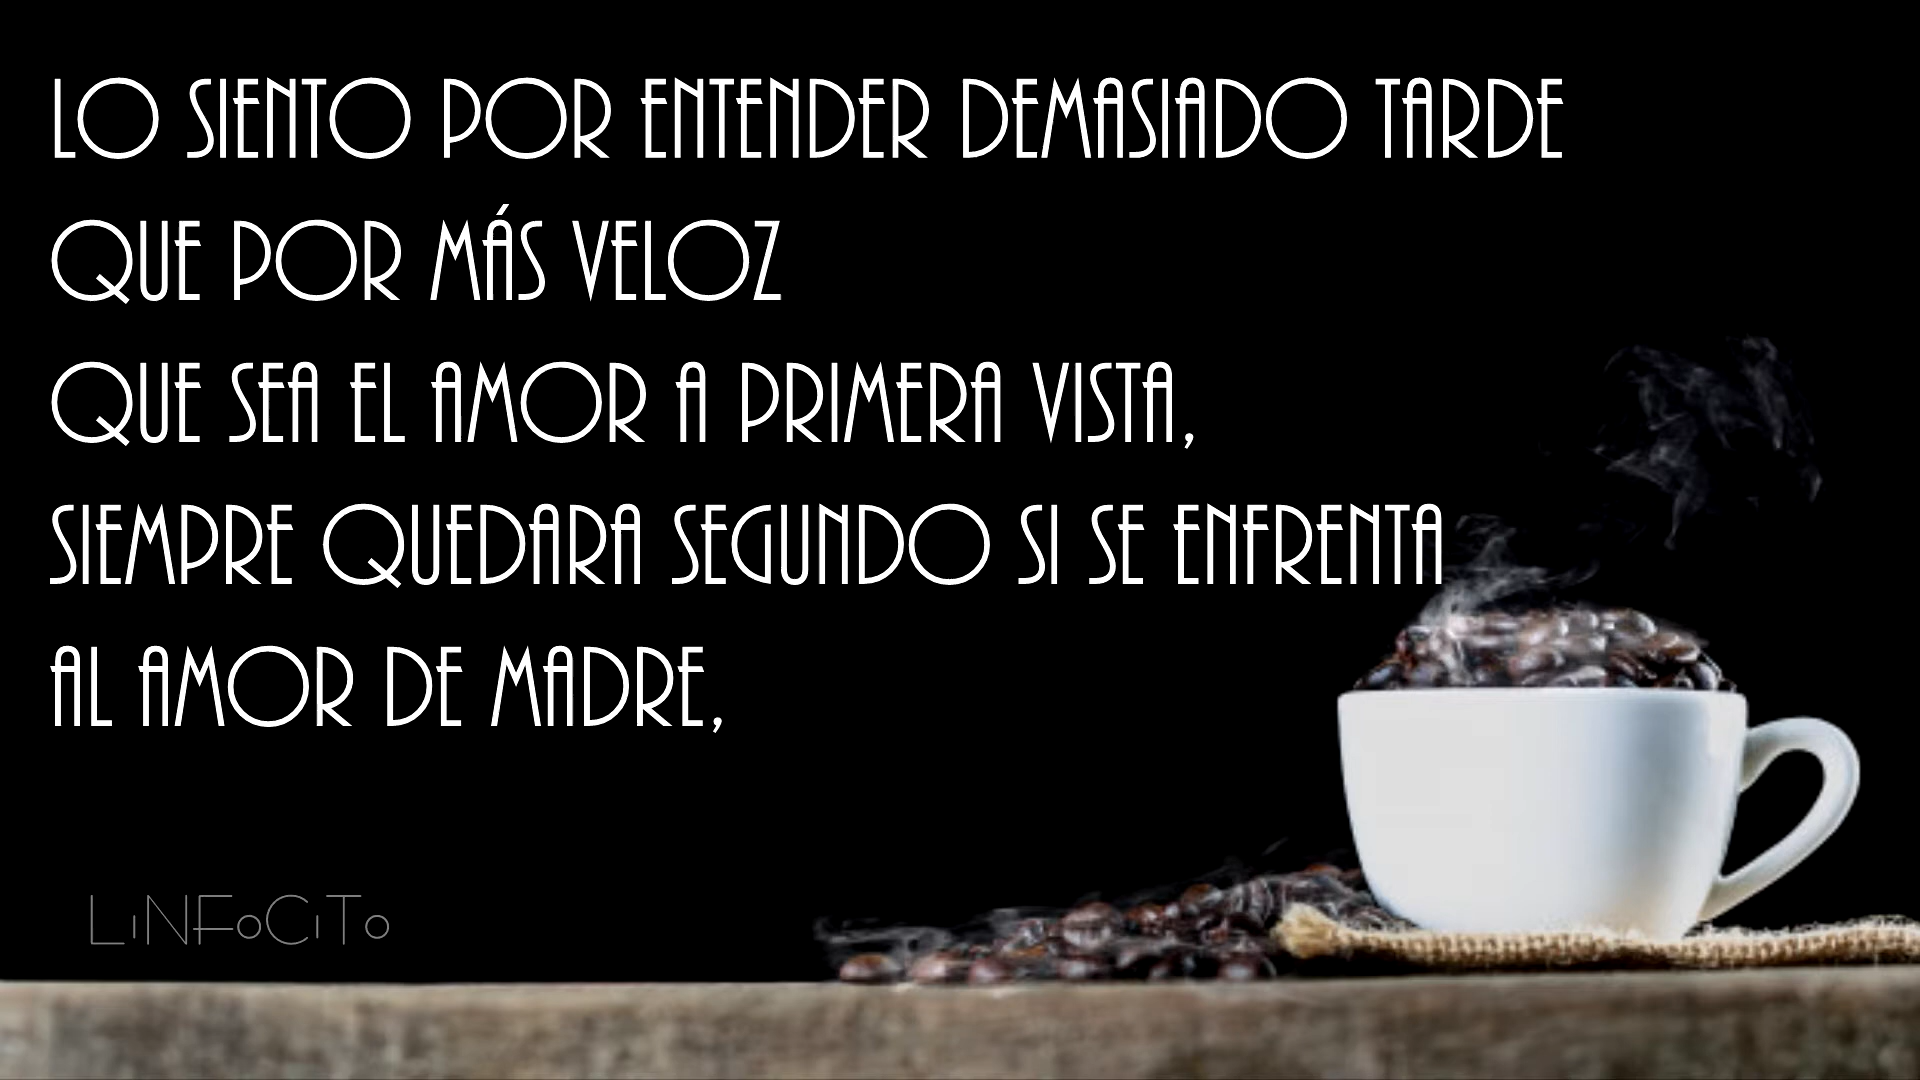 LO SIENTO POR ENTENDER DEMASIADO TARDE
QUE POR MÁS VELOZ
QUE SEA EL AMOR A PRIMERA VISTA,
SIEMPRE QUEDARA SEGUNDO SI SE ENFRENTA
AL AMOR DE MADRE,
LiNFoCiTo